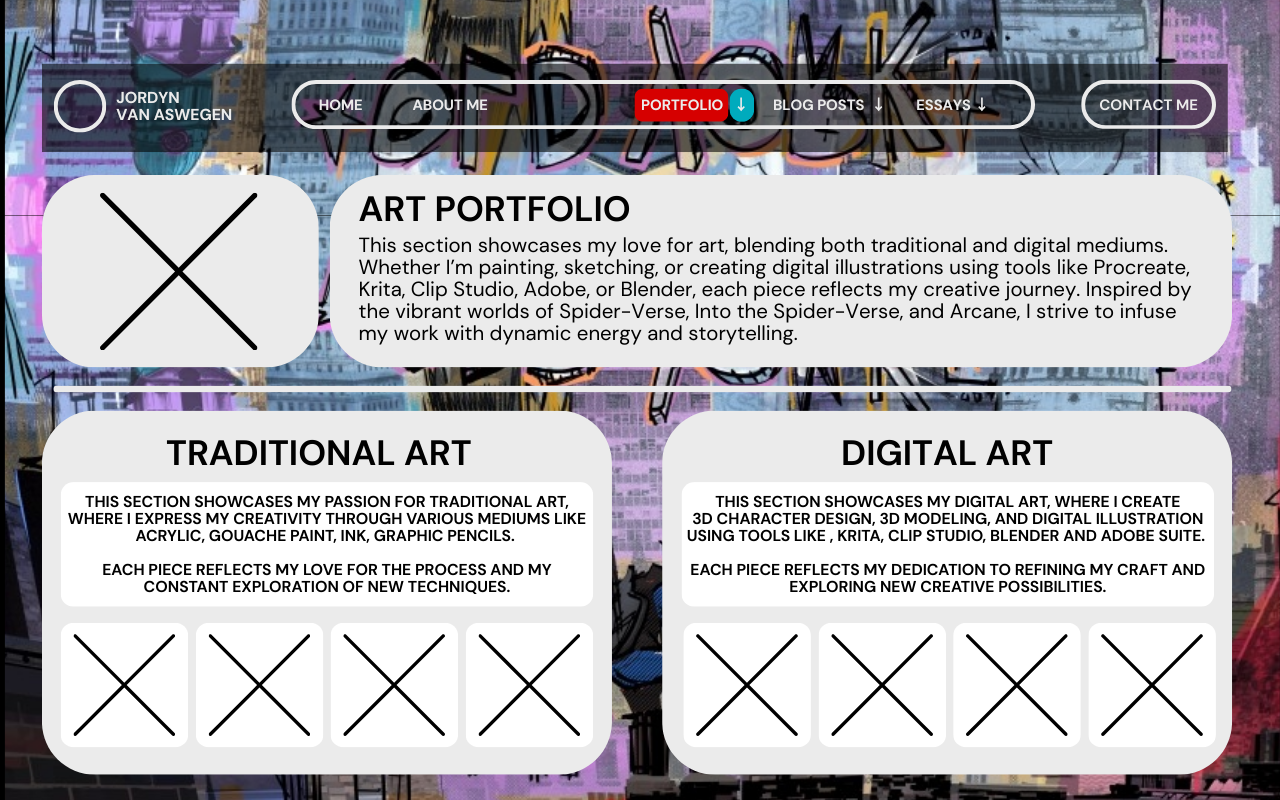 JORDYN
VAN ASWEGEN
HOME
ABOUT ME
PORTFOLIO ↓
BLOG POSTS ↓
ESSAYS ↓
CONTACT ME
ART PORTFOLIO
This section showcases my love for art, blending both traditional and digital mediums.
Whether I’m painting, sketching, or creating digital illustrations using tools like Procreate,
Krita, Clip Studio, Adobe, or Blender, each piece reflects my creative journey. Inspired by
the vibrant worlds of Spider-Verse, Into the Spider-Verse, and Arcane, I strive to infuse
my work with dynamic energy and storytelling.
TRADITIONAL ART
THIS SECTION SHOWCASES MY PASSION FOR TRADITIONAL ART,
WHERE I EXPRESS MY CREATIVITY THROUGH VARIOUS MEDIUMS LIKE
ACRYLIC, GOUACHE PAINT, INK, GRAPHIC PENCILS.
EACH PIECE REFLECTS MY LOVE FOR THE PROCESS AND MY
CONSTANT EXPLORATION OF NEW TECHNIQUES.
DIGITAL ART
THIS SECTION SHOWCASES MY DIGITAL ART, WHERE I CREATE
3D CHARACTER DESIGN, 3D MODELING, AND DIGITAL ILLUSTRATION
USING TOOLS LIKE , KRITA, CLIP STUDIO, BLENDER AND ADOBE SUITE.
EACH PIECE REFLECTS MY DEDICATION TO REFINING MY CRAFT AND
EXPLORING NEW CREATIVE POSSIBILITIES.